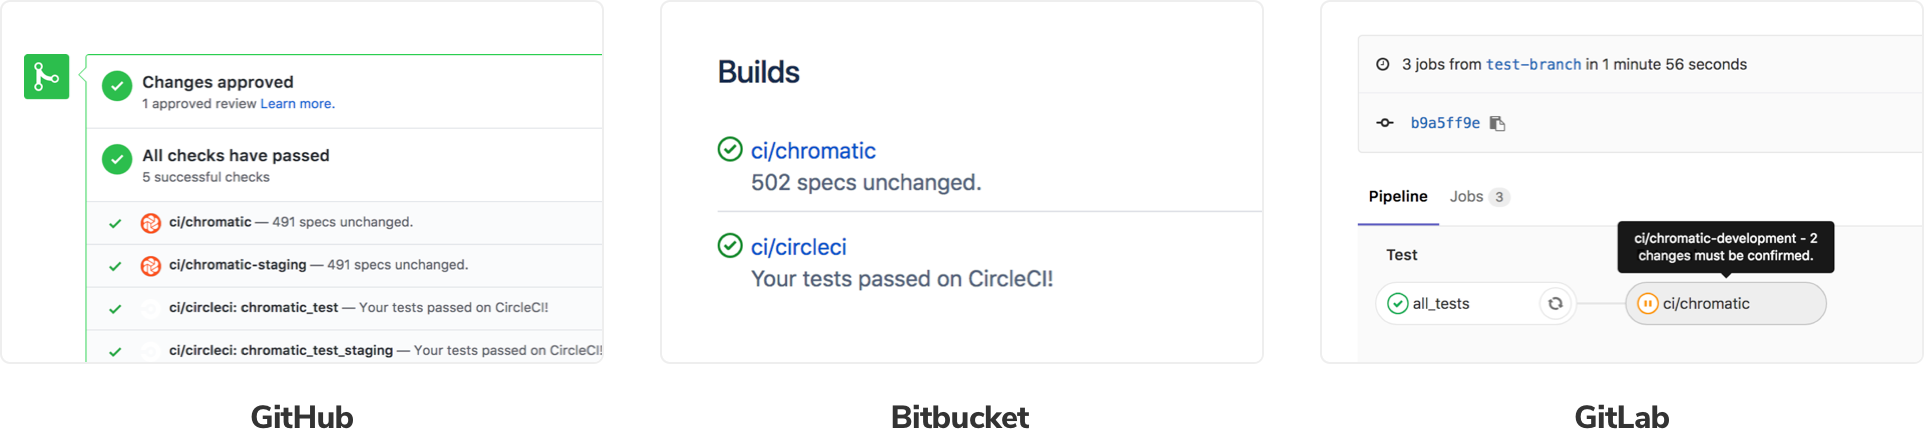 Changes approved
1 approved review Learn more.
All checks have passed
5 successful checks
ci/chromatic — 491 specs unchanged.
ci/chromatic-staging — 491 specs unchanged.
ci/circleci: chromatic_test — Your tests passed on CircleCI!
ci/circleci: chromatic_test_staging — Your tests passed on CircleCI!
GitHub
Builds
ci/chromatic
502 specs unchanged.
ci/circleci
Your tests passed on CircleCI!
Bitbucket
3 jobs from test-branch in 1 minute 56 seconds
b9a5ff9e
Pipeline Jobs 3
ci/chromatic-development - 2
changes must be confirmed.
Test
all_tests ci/chromatic
GitLab